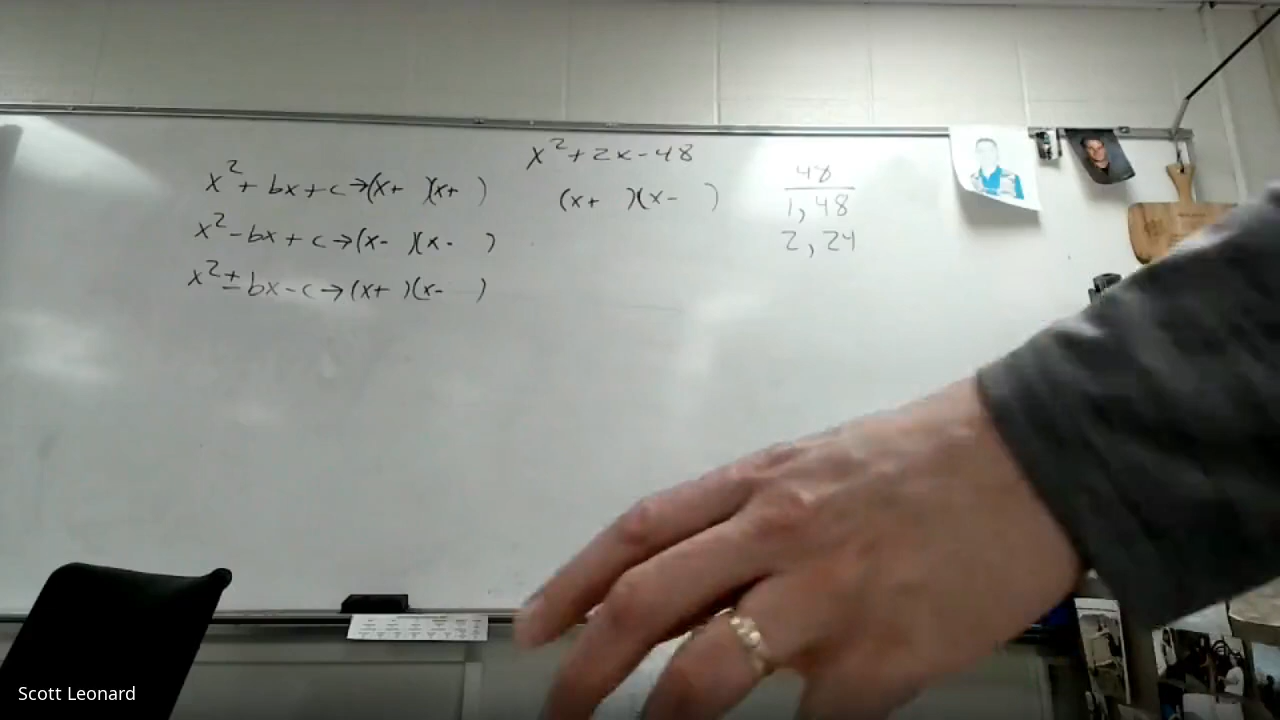 x²+bx+c→(x+ )(x+ )
x²-bx+c→(x- )(x- )
x²±bx-c→(x+ )(x- )
x²+2x-48
(x+ )(x- )
48
1,48
2,24
Scott Leonard